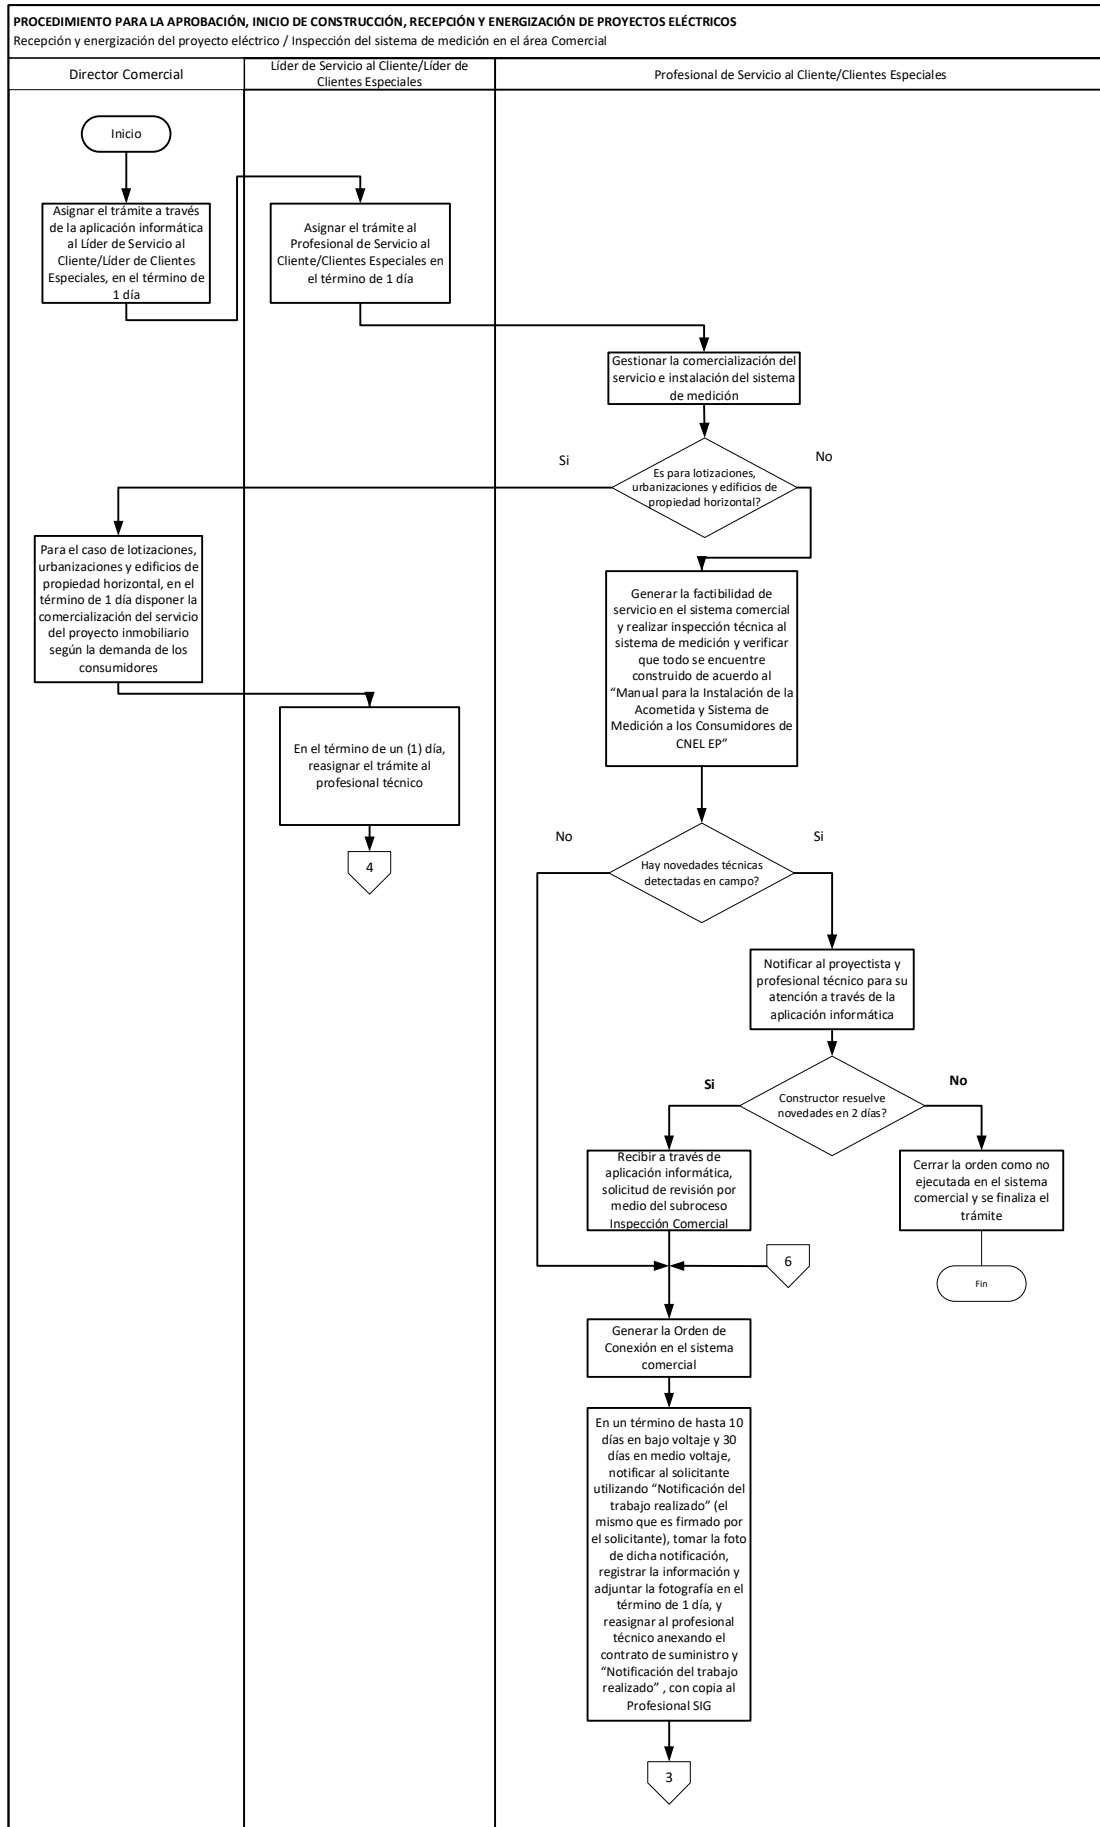 PROCEDIMIENTO PARA LA APROBACIÓN, INICIO DE CONSTRUCCIÓN, RECEPCIÓN Y ENERGIZACIÓN DE PROYECTOS ELÉCTRICOS
Recepción y energización del proyecto eléctrico / Inspección del sistema de medición en el área Comercial
Director Comercial
Líder de Servicio al Cliente/Líder de
Clientes Especiales
Profesional de Servicio al Cliente/Clientes Especiales
Inicio
Asignar el trámite a través
de la aplicación informática
al Líder de Servicio al
Cliente/Líder de Clientes
Especiales, en el término de
1 día
Asignar el trámite al
Profesional de Servicio al
Cliente/Clientes Especiales en
el término de 1 día
Gestionar la comercialización del
servicio e instalación del sistema
de medición
Si
No
Es para lotizaciones,
urbanizaciones y edificios de
propiedad horizontal?
Para el caso de lotizaciones,
urbanizaciones y edificios de
propiedad horizontal, en el
término de 1 día disponer la
comercialización del servicio
del proyecto inmobiliario
según la demanda de los
consumidores
Generar la factibilidad de
servicio en el sistema comercial
y realizar inspección técnica al
sistema de medición y verificar
que todo se encuentre
construido de acuerdo al
“Manual para la Instalación de la
Acometida y Sistema de
Medición a los Consumidores de
CNEL EP”
En el término de un (1) día,
reasignar el trámite al
profesional técnico
4
No
Si
Hay novedades técnicas
detectadas en campo?
Notificar al proyectista y
profesional técnico para su
atención a través de la
aplicación informática
Si
No
Constructor resuelve
novedades en 2 días?
Recibir a través de
aplicación informática,
solicitud de revisión por
medio del subroceso
Inspección Comercial
Cerrar la orden como no
ejecutada en el sistema
comercial y se finaliza el
trámite
6
Fin
Generar la Orden de
Conexión en el sistema
comercial
En un término de hasta 10
días en bajo voltaje y 30
días en medio voltaje,
notificar al solicitante
utilizando “Notificación del
trabajo realizado” (el
mismo que es firmado por
el solicitante), tomar la foto
de dicha notificación,
registrar la información y
adjuntar la fotografía en el
término de 1 día, y
reasignar al profesional
técnico anexando el
contrato de suministro y
“Notificación del trabajo
realizado” , con copia al
Profesional SIG
3